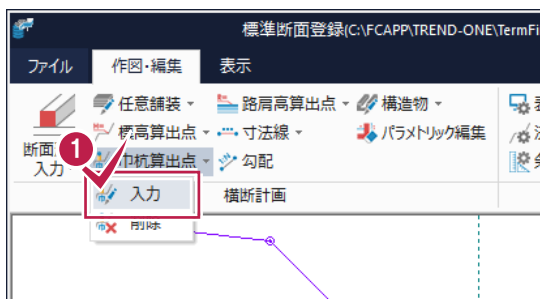 標準断面登録(C:\FCAPP\TREND-ONE\TermFi
ファイル 作図・編集 表示
任意舗装 路肩高算出点 構造物
標高算出点 寸法線 パラメトリック編集
断面
入力
巾杭算出点 勾配
1
入力 横断計画
削除